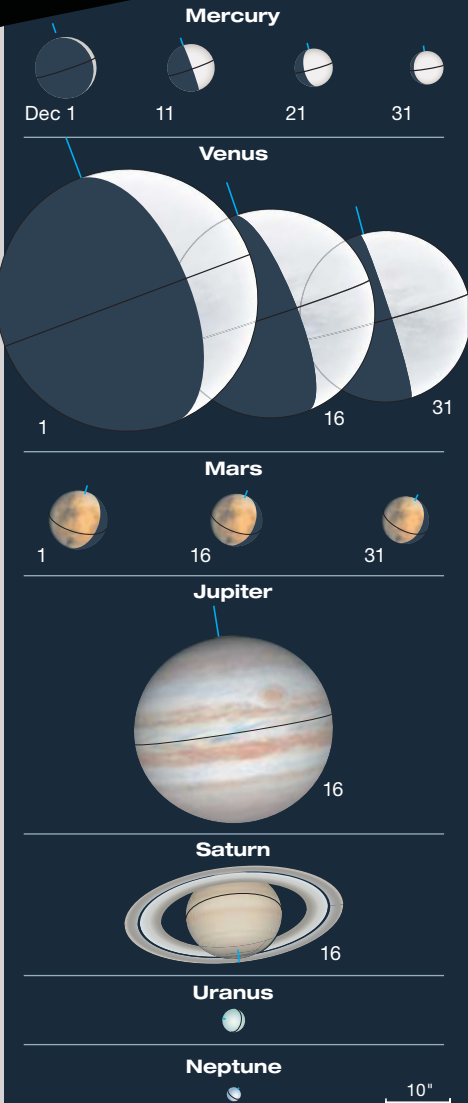 Mercury
Dec 1 11 21 31
Venus
1 16 31
Mars
1 16 31
Jupiter
16
Saturn
16
Uranus
Neptune
10"